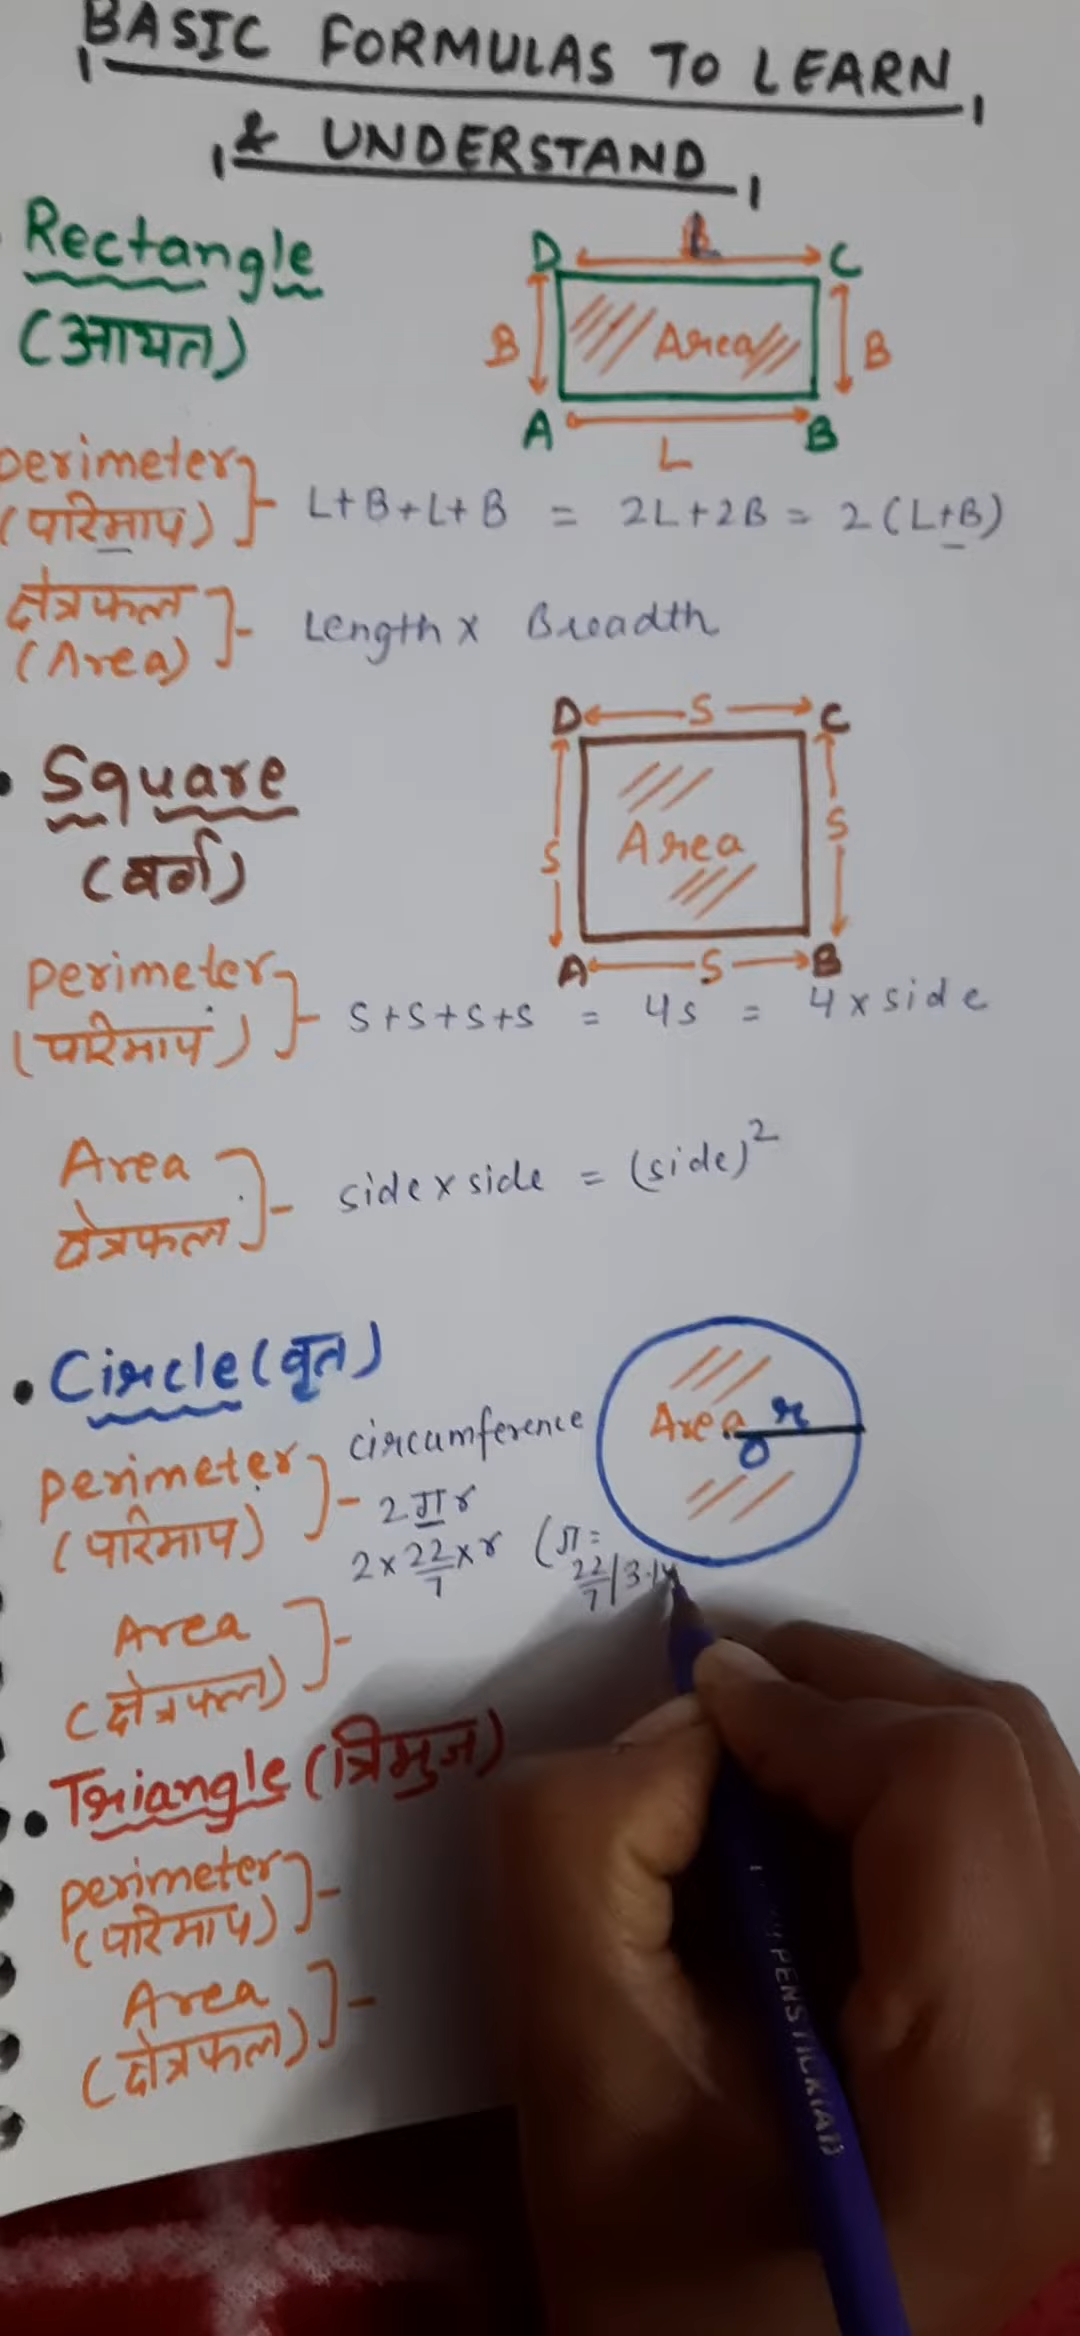 BASIC FORMULAS TO LEARN
& UNDERSTAND
Rectangle
(आयत)
D L C
B Area B
A L B
perimeter
(परिमाप) - L+B+L+B = 2L+2B = 2(L+B)
क्षेत्रफल
(Area) - Length x Breadth
• Square
(वर्ग)
D S C
S Area S
A S B
perimeter
(परिमाप) - S+S+S+S = 4S = 4 x side
Area
क्षेत्रफल - side x side = (side)²
• Circle (वृत)
Area r
O
perimeter
(परिमाप) - circumference
2πr
2 x 22/7 x r (π =
22/7 | 3.14
Area
(क्षेत्रफल) -
• Triangle (त्रिभुज)
perimeter
(परिमाप) -
Area
(क्षेत्रफल) -